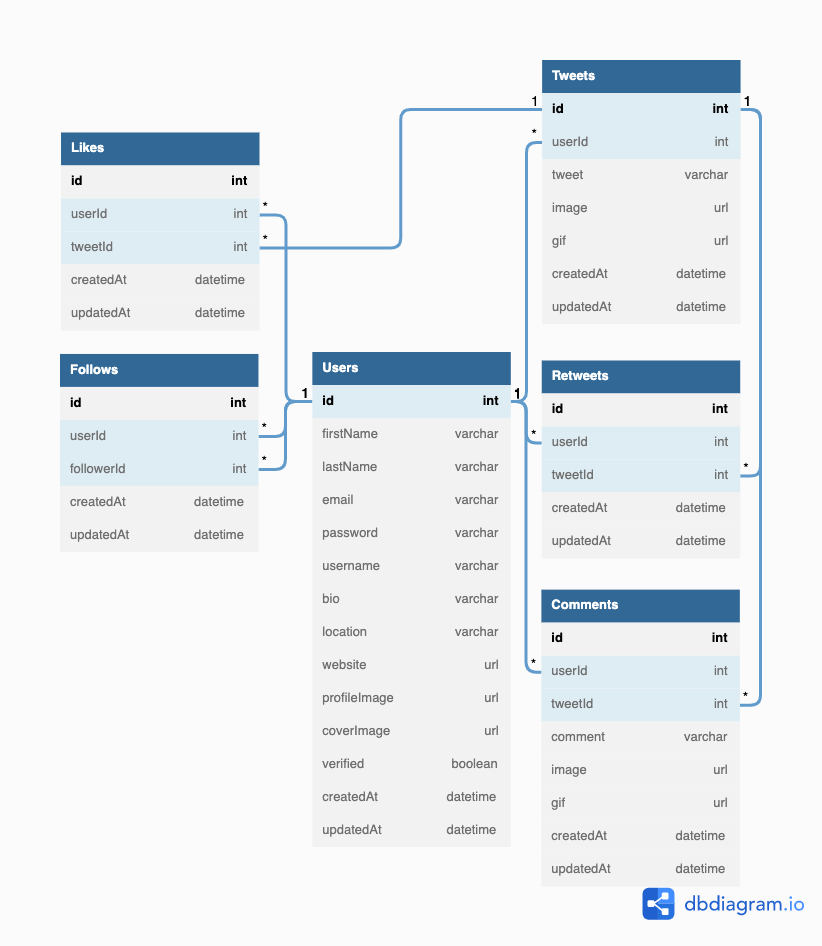 Tweets
1 id int 1
* userId int
tweet varchar
image url
gif url
createdAt datetime
updatedAt datetime
Likes
id int
userId int *
tweetId int *
createdAt datetime
updatedAt datetime
Follows
id int
userId int *
followerId int *
createdAt datetime
updatedAt datetime
Users
1 id int 1
firstName varchar
lastName varchar
email varchar
password varchar
username varchar
bio varchar
location varchar
website url
profileImage url
coverImage url
verified boolean
createdAt datetime
updatedAt datetime
Retweets
id int
* userId int
tweetId int *
createdAt datetime
updatedAt datetime
Comments
id int
* userId int
tweetId int *
comment varchar
image url
gif url
createdAt datetime
updatedAt datetime
dbdiagram.io